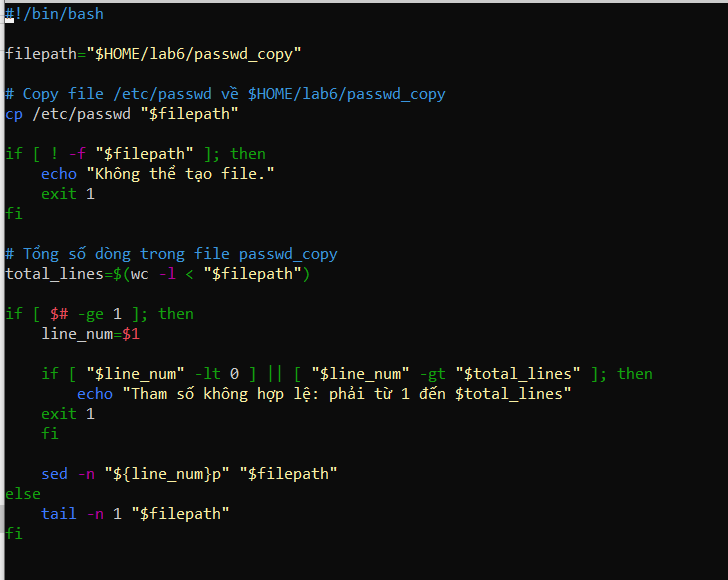 #!/bin/bash

filepath="$HOME/lab6/passwd_copy"

# Copy file /etc/passwd về $HOME/lab6/passwd_copy
cp /etc/passwd "$filepath"

if [ ! -f "$filepath" ]; then
    echo "Không thể tạo file."
    exit 1
fi

# Tổng số dòng trong file passwd_copy
total_lines=$(wc -l < "$filepath")

if [ $# -ge 1 ]; then
    line_num=$1

    if [ "$line_num" -lt 0 ] || [ "$line_num" -gt "$total_lines" ]; then
        echo "Tham số không hợp lệ: phải từ 1 đến $total_lines"
    exit 1
    fi

    sed -n "${line_num}p" "$filepath"
else
    tail -n 1 "$filepath"
fi